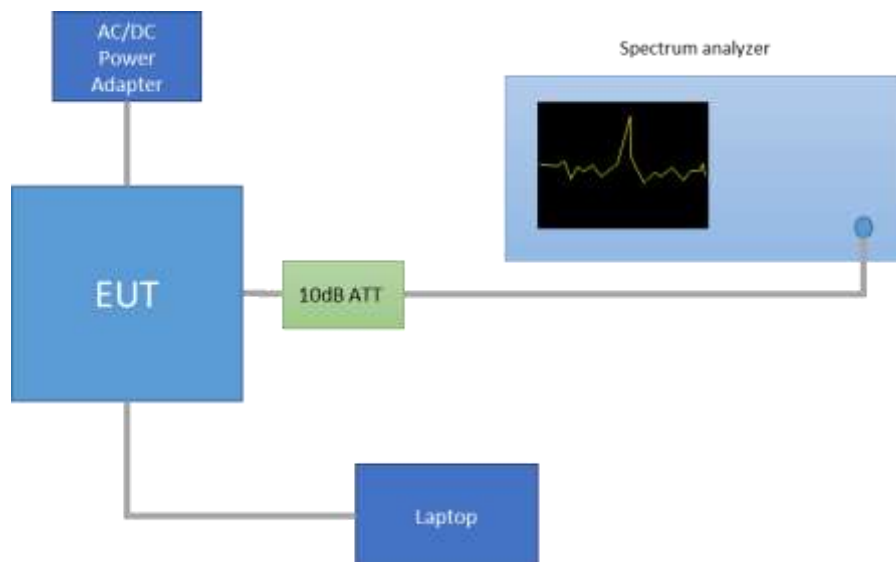 AC/DC
Power
Adapter
Spectrum analyzer
EUT
10dB ATT
Laptop